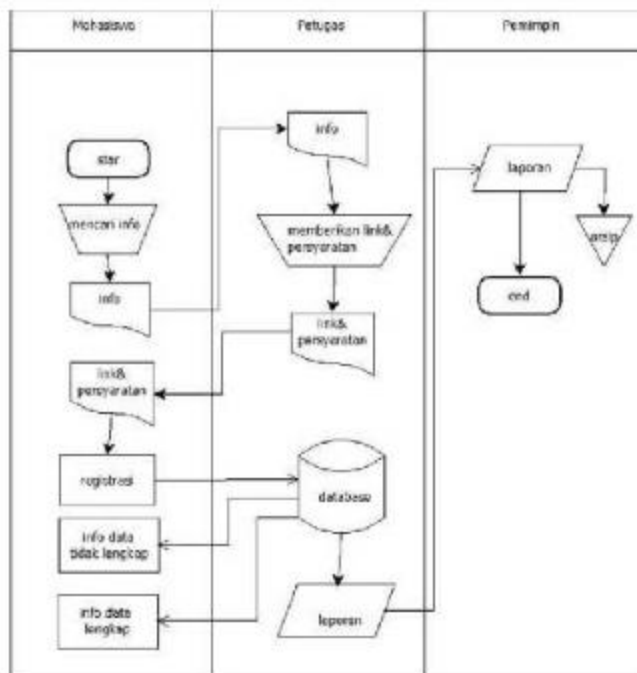 Mahasiswa
Petugas
Pemimpin
star
mencari info
info
link&
persyaratan
registrasi
info data
tidak lengkap
info data
lengkap
info
memberikan link&
persyaratan
link&
persyaratan
database
laporan
laporan
arsip
end